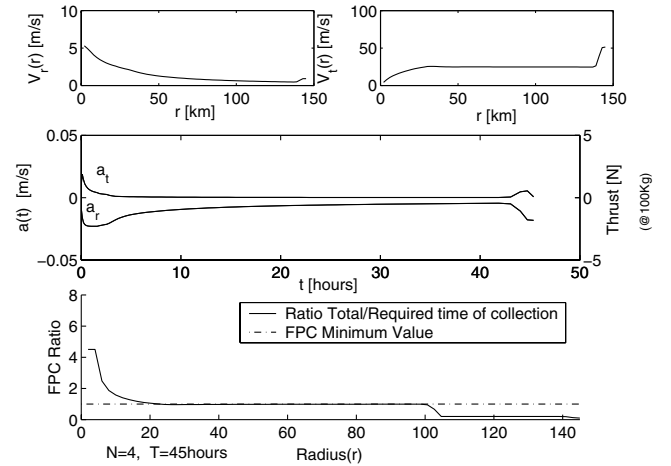 V_r(r) [m/s]
10
5
0
0
50
100
150
r [km]
V_t(r) [m/s]
100
50
0
0
50
100
150
r [km]
a(t) [m/s]
0.05
0
−0.05
a_t
a_r
0
10
20
30
40
50
t [hours]
5
0
−5
Thrust [N]
(@100Kg)
FPC Ratio
8
6
4
2
0
Ratio Total/Required time of collection
FPC Minimum Value
0
20
40
60
80
100
120
140
N=4, T=45hours
Radius(r)